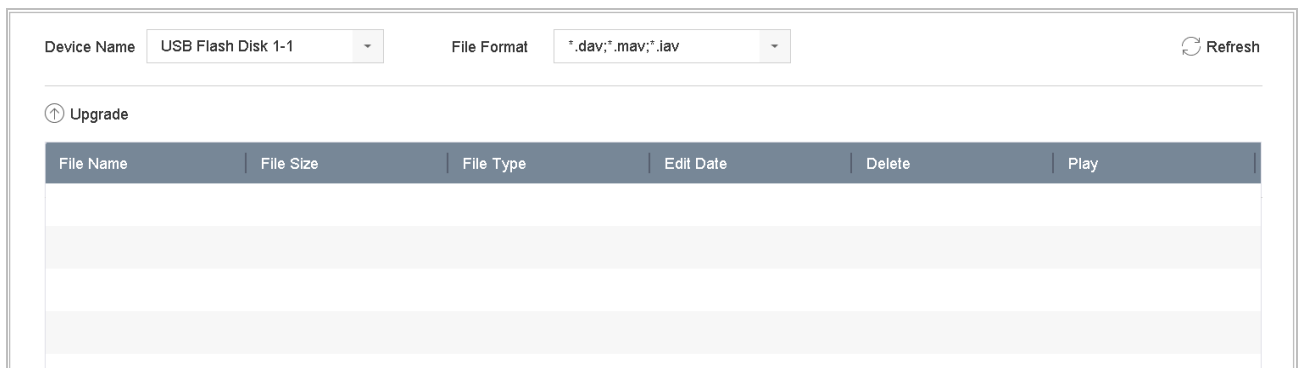 Device Name USB Flash Disk 1-1 File Format *.dav;*.mav;*.iav Refresh
Upgrade
File Name File Size File Type Edit Date Delete Play